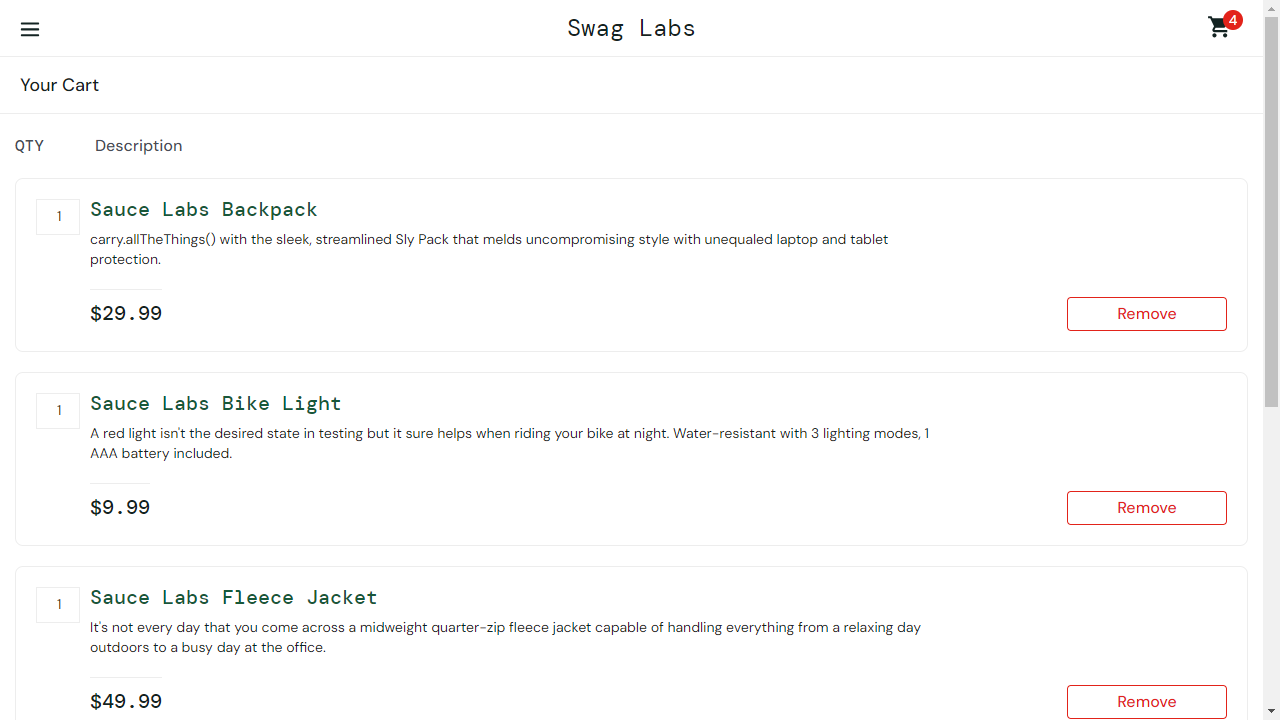 Swag Labs
4
Your Cart
QTY Description
1
Sauce Labs Backpack
carry.allTheThings() with the sleek, streamlined Sly Pack that melds uncompromising style with unequaled laptop and tablet
protection.
$29.99
Remove
1
Sauce Labs Bike Light
A red light isn't the desired state in testing but it sure helps when riding your bike at night. Water-resistant with 3 lighting modes, 1
AAA battery included.
$9.99
Remove
1
Sauce Labs Fleece Jacket
It's not every day that you come across a midweight quarter-zip fleece jacket capable of handling everything from a relaxing day
outdoors to a busy day at the office.
$49.99
Remove